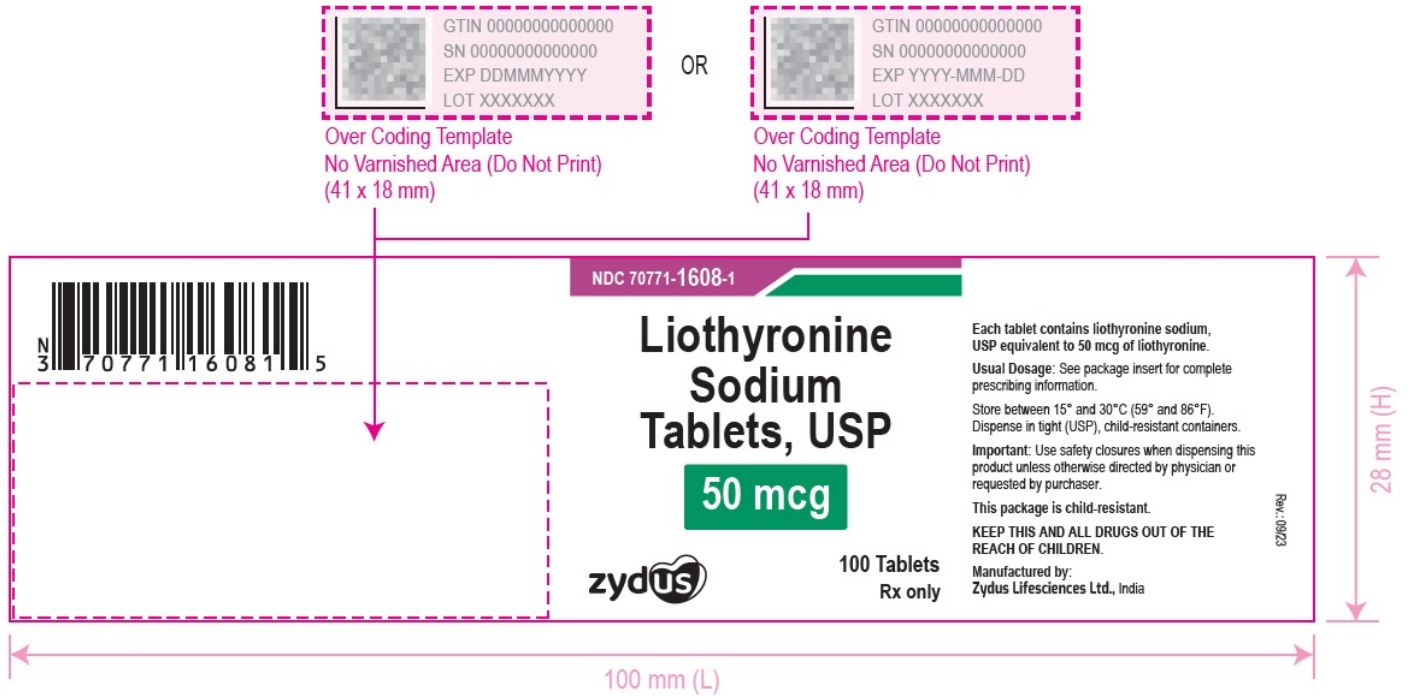 GTIN 00000000000000
SN 00000000000000
EXP DDMMMYYYY
LOT XXXXXXX
OR
GTIN 00000000000000
SN 00000000000000
EXP YYYY-MMM-DD
LOT XXXXXXX
Over Coding Template
No Varnished Area (Do Not Print)
(41 x 18 mm)
Over Coding Template
No Varnished Area (Do Not Print)
(41 x 18 mm)
N
3 70771 16081 5
NDC 70771-1608-1
Liothyronine
Sodium
Tablets, USP
50 mcg
zydus
100 Tablets
Rx only
Each tablet contains liothyronine sodium,
USP equivalent to 50 mcg of liothyronine.
Usual Dosage: See package insert for complete
prescribing information.
Store between 15° and 30°C (59° and 86°F).
Dispense in tight (USP), child-resistant containers.
Important: Use safety closures when dispensing this
product unless otherwise directed by physician or
requested by purchaser.
This package is child-resistant.
KEEP THIS AND ALL DRUGS OUT OF THE
REACH OF CHILDREN.
Manufactured by:
Zydus Lifesciences Ltd., India
Rev.: 09/23
28 mm (H)
100 mm (L)